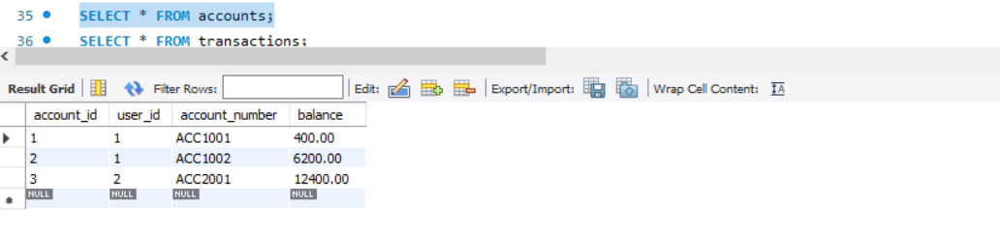 35 SELECT * FROM accounts;
36 SELECT * FROM transactions;
Result Grid Filter Rows: Edit: Export/Import: Wrap Cell Content: IA
account_id user_id account_number balance
1 1 ACC1001 400.00
2 1 ACC1002 6200.00
3 2 ACC2001 12400.00
NULL NULL NULL NULL